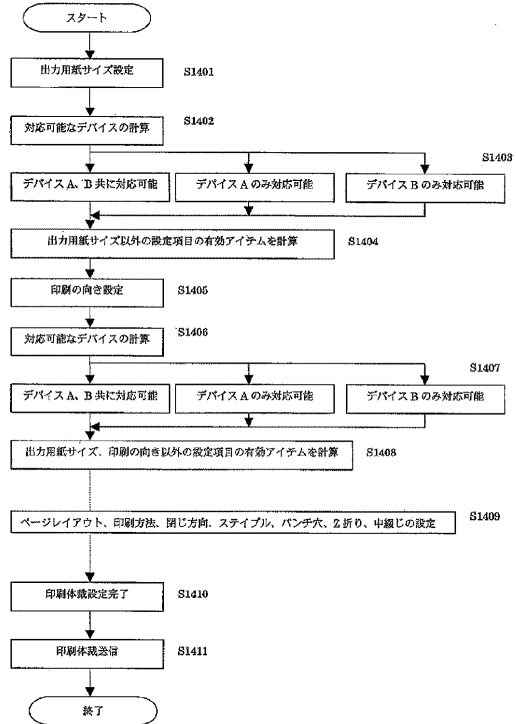 スタート
出力用紙サイズ設定 S1401
対応可能なデバイスの計算 S1402
S1403
デバイスA、B共に対応可能 デバイスAのみ対応可能 デバイスBのみ対応可能
出力用紙サイズ以外の設定項目の有効アイテムを計算 S1404
印刷の向き設定 S1405
対応可能なデバイスの計算 S1406
S1407
デバイスA、B共に対応可能 デバイスAのみ対応可能 デバイスBのみ対応可能
出力用紙サイズ、印刷の向き以外の設定項目の有効アイテムを計算 S1408
ページレイアウト、印刷方法、閉じ方向、ステイプル、パンチ穴、Z折り、中綴じの設定 S1409
印刷体裁設定完了 S1410
印刷体裁送信 S1411
終了